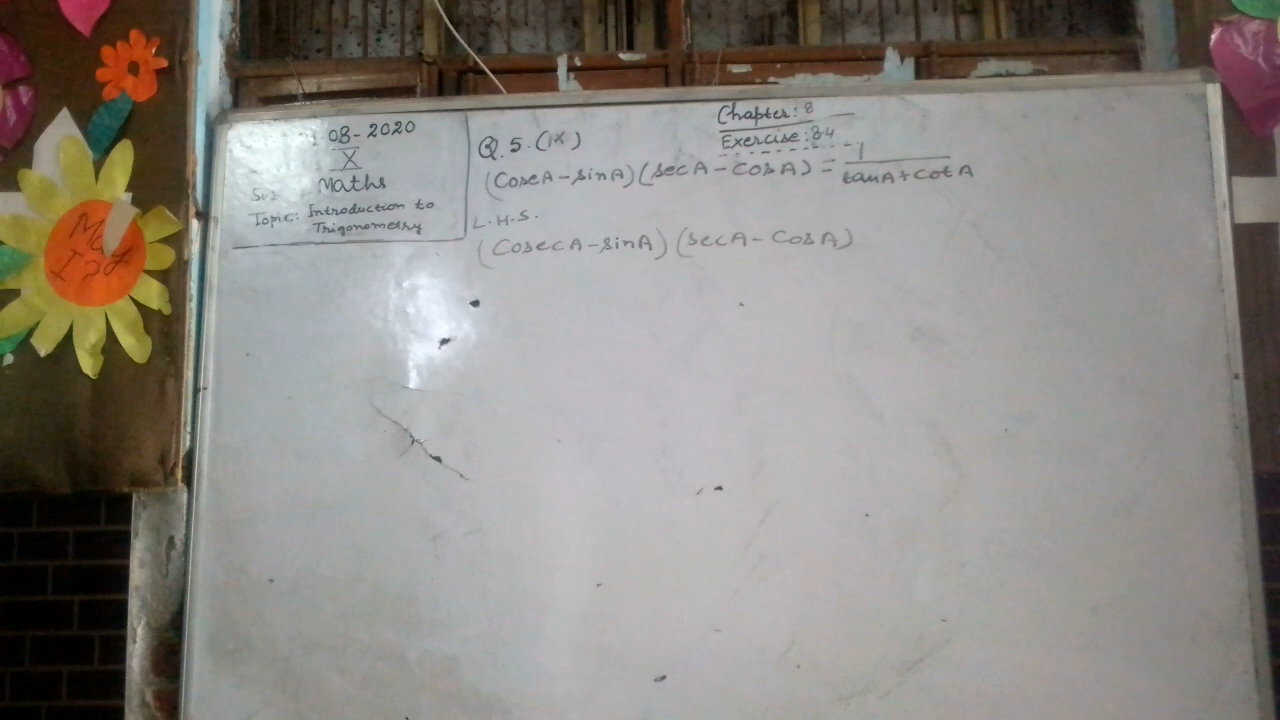 08-2020
X
Maths
Topic: Introduction to
Trigonometry
Chapter: 8
Exercise: 8.4
Q. 5. (ix)
(CosecA - sinA) (secA - CosA) = 1
tanA + CotA
L.H.S.
(CosecA - sinA) (secA - CosA)